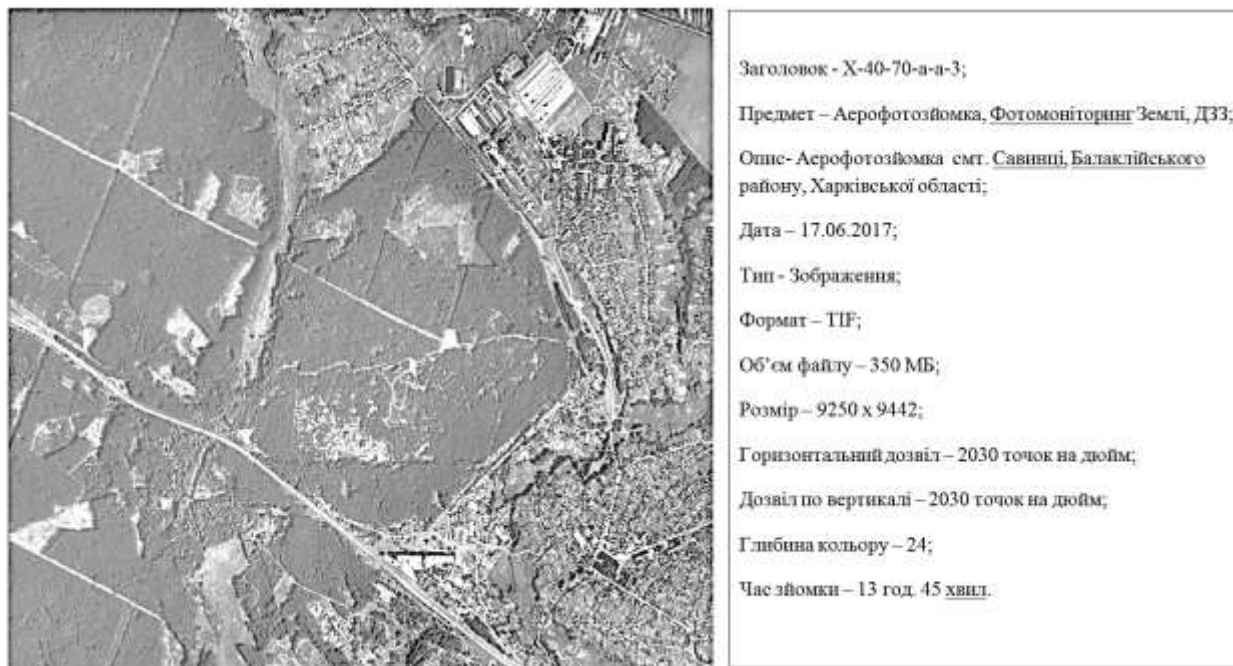 Заголовок - Х-40-70-а-а-3;
Предмет – Аерофотозйомка, Фотомоніторинг Землі, ДЗЗ;
Опис- Аерофотозйомка смт. Савинці, Балаклійського
району, Харківської області;
Дата – 17.06.2017;
Тип - Зображення;
Формат – TIF;
Об’єм файлу – 350 МБ;
Розмір – 9250 х 9442;
Горизонтальний дозвіл – 2030 точок на дюйм;
Дозвіл по вертикалі – 2030 точок на дюйм;
Глибина кольору – 24;
Час зйомки – 13 год. 45 хвил.